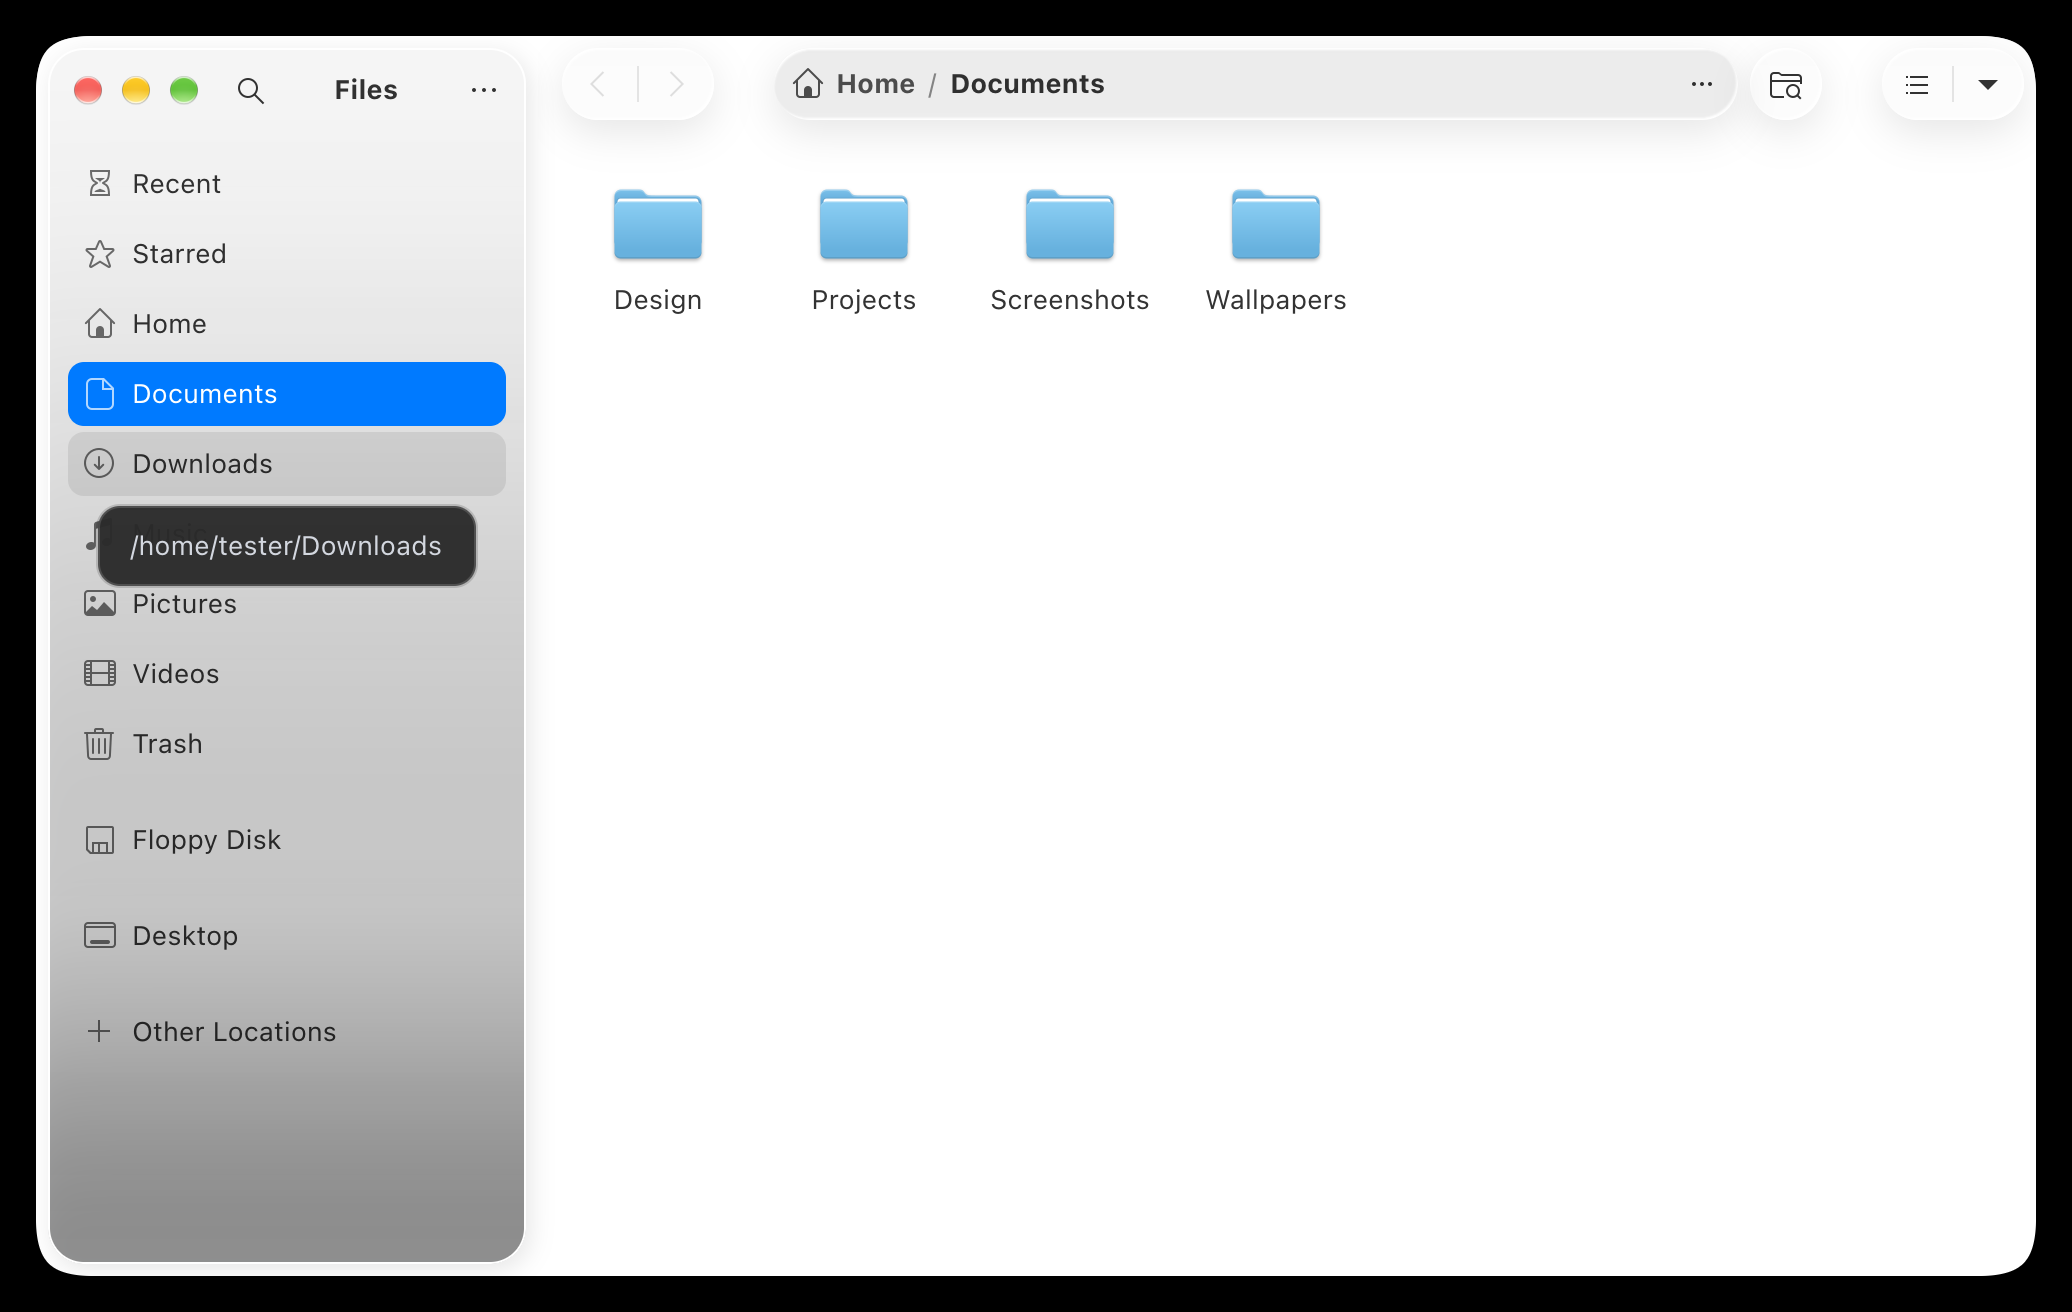 Files
Home / Documents
Recent
Starred
Home
Documents
Downloads
Music
/home/tester/Downloads
Pictures
Videos
Trash
Floppy Disk
Desktop
Other Locations
Design
Projects
Screenshots
Wallpapers